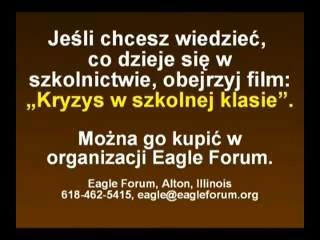 Jeśli chcesz wiedzieć,
co dzieje się w
szkolnictwie, obejrzyj film:
„Kryzys w szkolnej klasie”.
Można go kupić w
organizacji Eagle Forum.
Eagle Forum, Alton, Illinois
618-462-5415, eagle@eagleforum.org